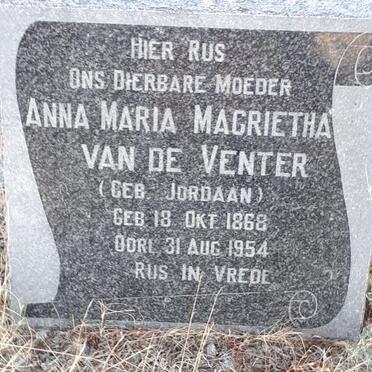 HIER RUS
ONS DIERBARE MOEDER
ANNA MARIA MAGRIETHA
VAN DE VENTER
(GEB JORDAAN)
GEB 18 OKT 1868
OORL 31 AUG 1954
RUS IN VREDE